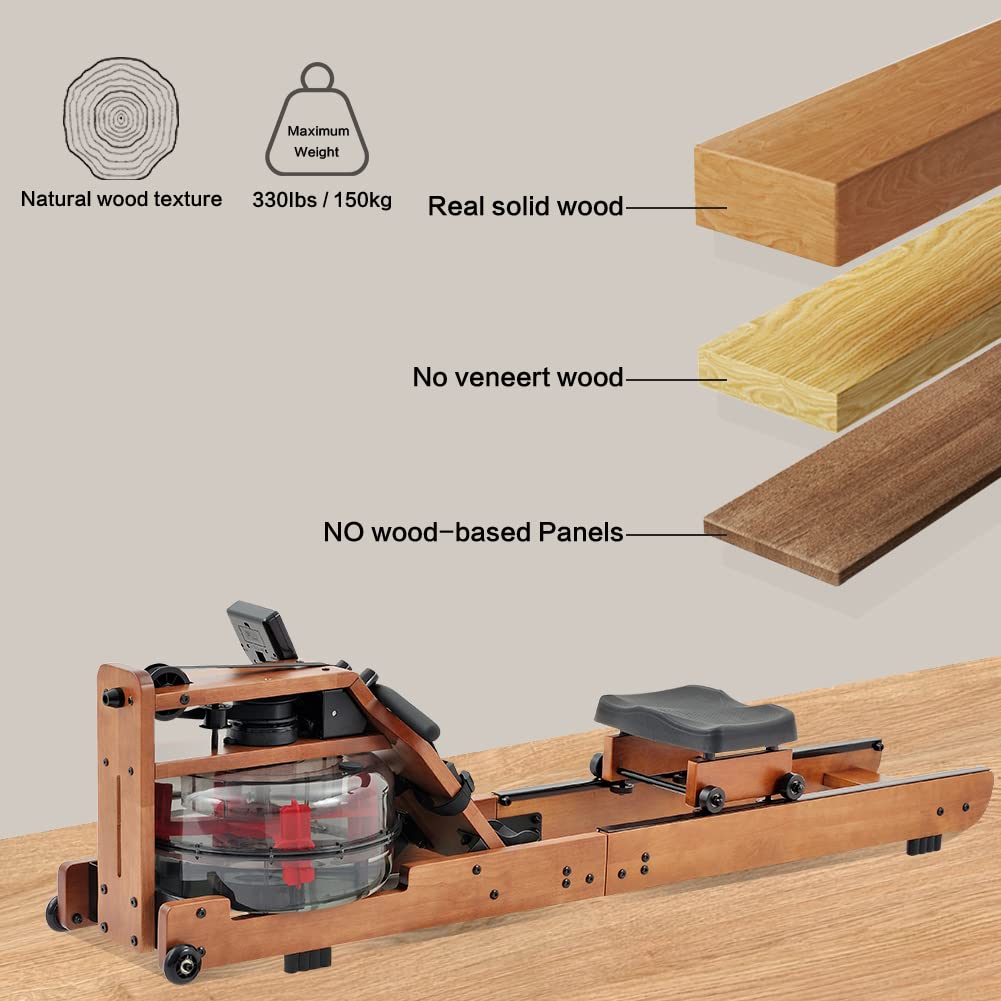 Maximum
Weight
Natural wood texture
330lbs / 150kg
Real solid wood
No veneert wood
NO wood-based Panels